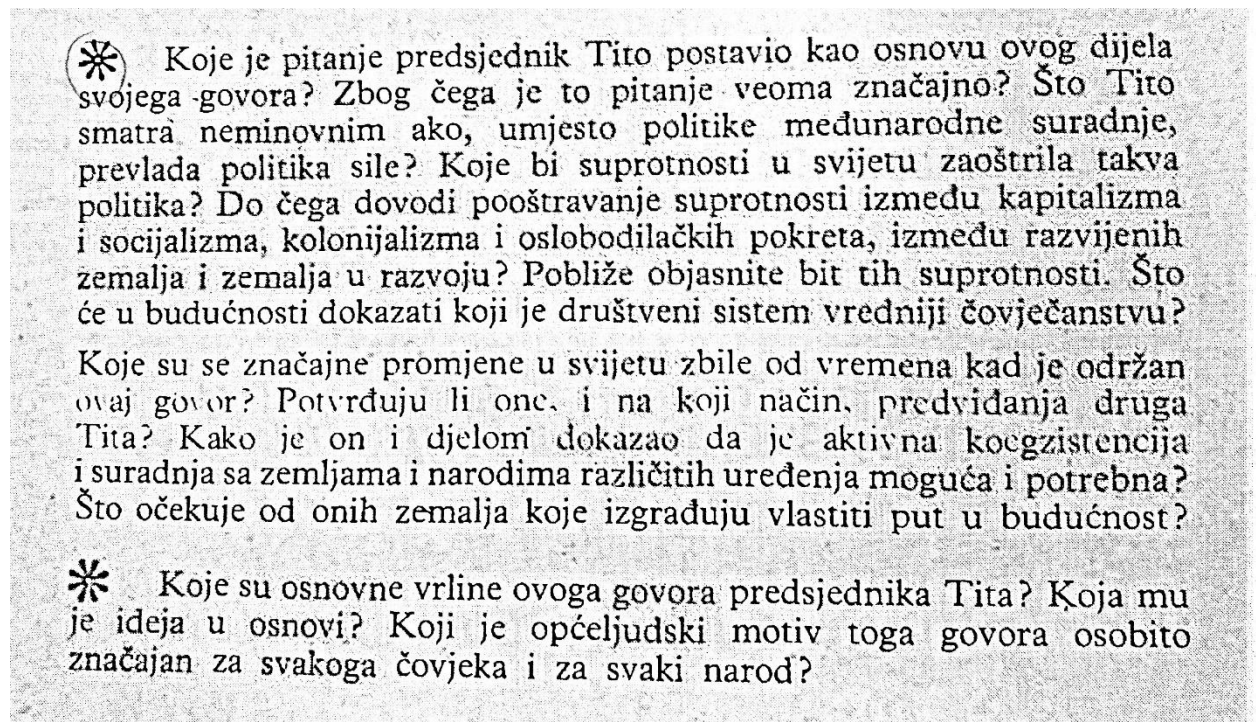 * Koje je pitanje predsjednik Tito postavio kao osnovu ovog dijela
svojega govora? Zbog čega je to pitanje veoma značajno? Što Tito
smatra neminovnim ako, umjesto politike međunarodne suradnje,
prevlada politika sile? Koje bi suprotnosti u svijetu zaoštrila takva
politika? Do čega dovodi pooštravanje suprotnosti između kapitalizma
i socijalizma, kolonijalizma i oslobodilačkih pokreta, između razvijenih
zemalja i zemalja u razvoju? Pobliže objasnite bit tih suprotnosti. Što
će u budućnosti dokazati koji je društveni sistem vredniji čovječanstvu?
Koje su se značajne promjene u svijetu zbile od vremena kad je održan
ovaj govor? Potvrđuju li one, i na koji način, predviđanja druga
Tita? Kako je on i djelom dokazao da je aktivna koegzistencija
i suradnja sa zemljama i narodima različitih uređenja moguća i potrebna?
Što očekuje od onih zemalja koje izgrađuju vlastiti put u budućnost?
* Koje su osnovne vrline ovoga govora predsjednika Tita? Koja mu
je ideja u osnovi? Koji je općeljudski motiv toga govora osobito
značajan za svakoga čovjeka i za svaki narod?